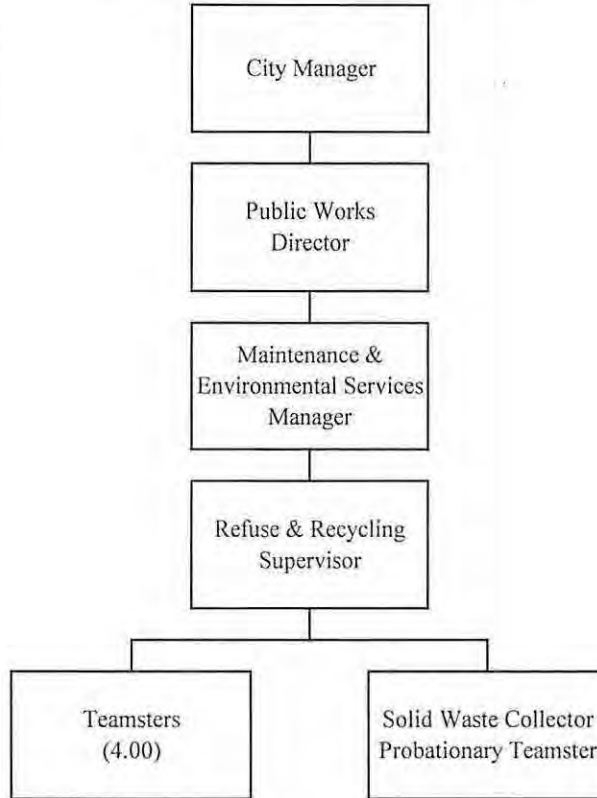 City Manager
Public Works
Director
Maintenance &
Environmental Services
Manager
Refuse & Recycling
Supervisor
Teamsters
(4.00)
Solid Waste Collector
Probationary Teamster